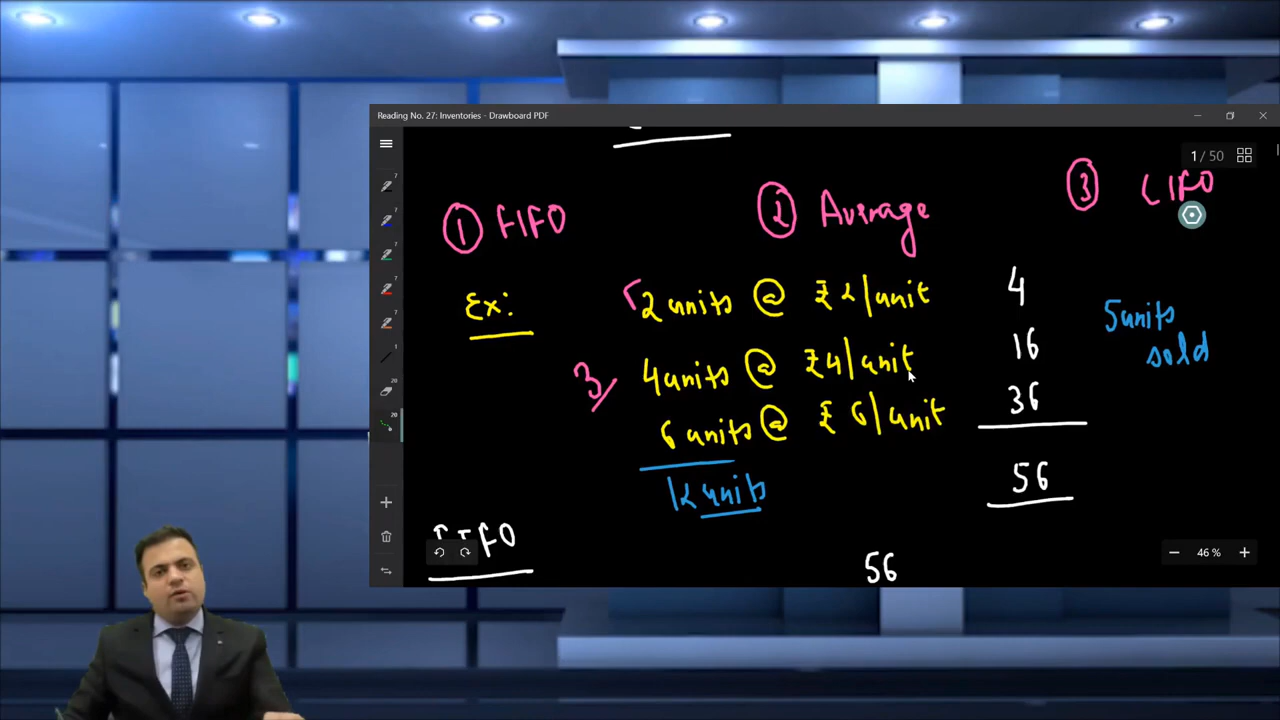 Reading No. 27: Inventories - Drawboard PDF
1 / 50
① FIFO
② Average
③ LIFO
Ex:
2 units @ ₹2/unit 4
3 4 units @ ₹4/unit 16
6 units @ ₹6/unit 36
12 units 56
5 units
sold
FIFO
56
46 %